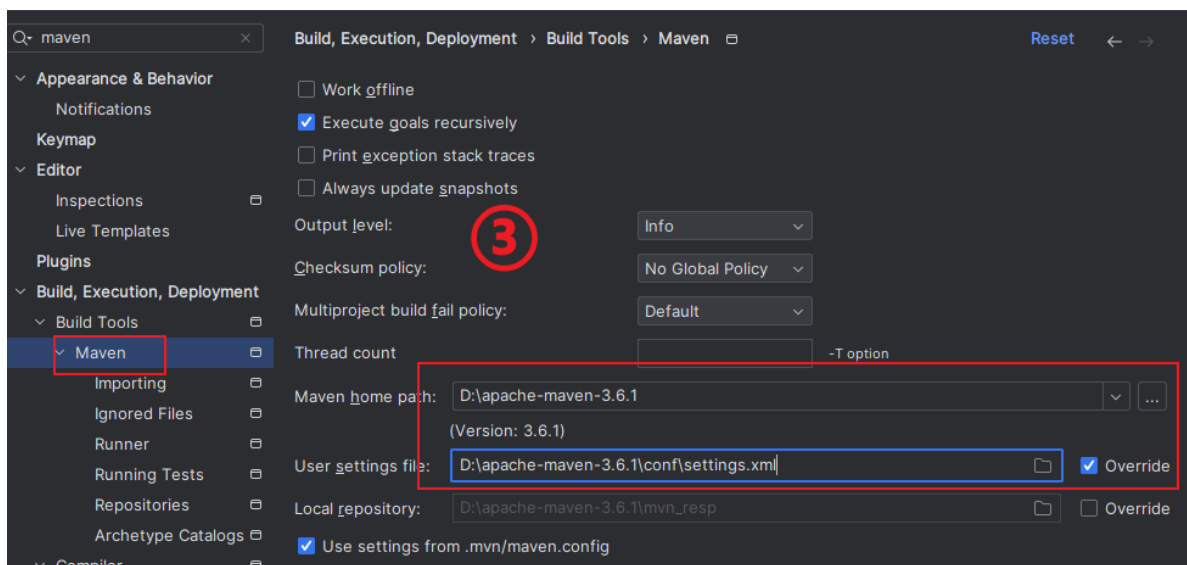 maven
Appearance & Behavior
Notifications
Keymap
Editor
Inspections
Live Templates
Plugins
Build, Execution, Deployment
Build Tools
Maven
Importing
Ignored Files
Runner
Running Tests
Repositories
Archetype Catalogs
Compiler
Build, Execution, Deployment › Build Tools › Maven
Reset
Work offline
Execute goals recursively
Print exception stack traces
Always update snapshots
Output level: Info
③
Checksum policy: No Global Policy
Multiproject build fail policy: Default
Thread count -T option
Maven home path: D:\apache-maven-3.6.1 ...
(Version: 3.6.1)
User settings file: D:\apache-maven-3.6.1\conf\settings.xml Override
Local repository: D:\apache-maven-3.6.1\mvn_resp Override
Use settings from .mvn/maven.config